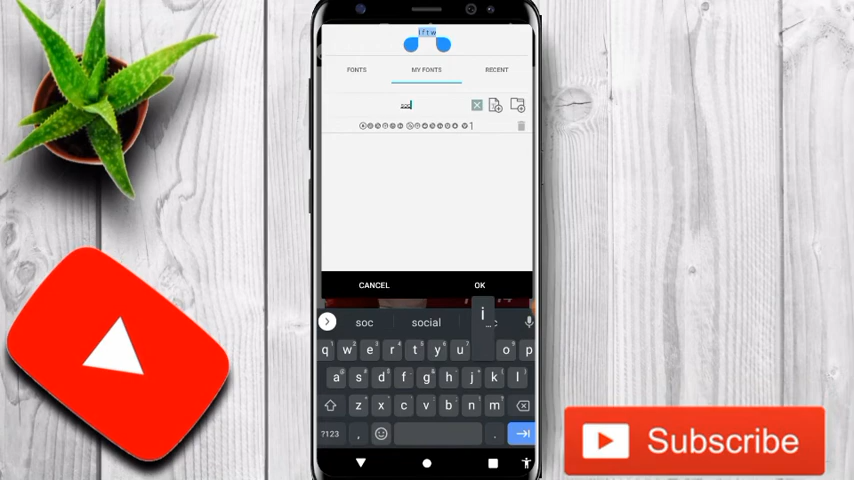 l f t w
FONTS MY FONTS RECENT
soc
CANCEL OK
i
soc social
q w e r t y u o p
a s d f g h j k l
z x c v b n m
?123 , .
Subscribe